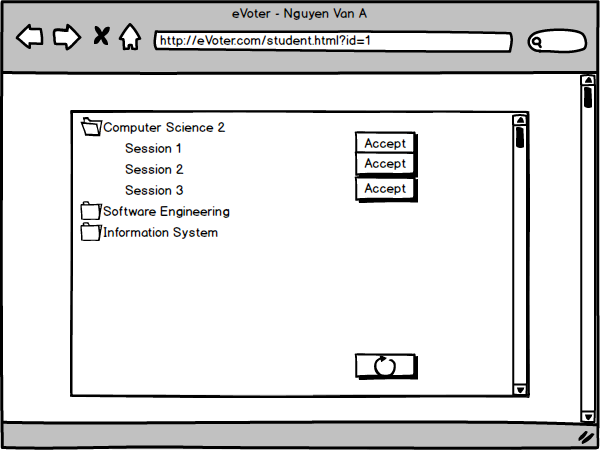 eVoter - Nguyen Van A
http://eVoter.com/student.html?id=1
Computer Science 2
Session 1 Accept
Session 2 Accept
Session 3 Accept
Software Engineering
Information System